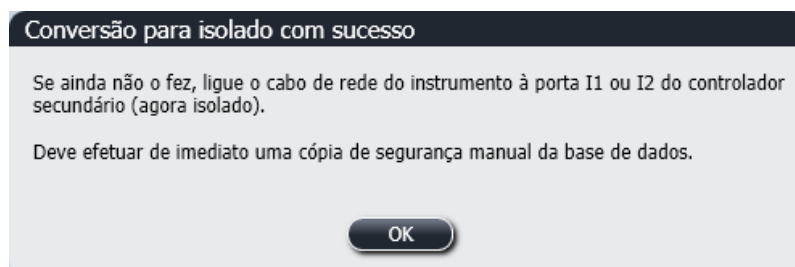 Conversão para isolado com sucesso
Se ainda não o fez, ligue o cabo de rede do instrumento à porta I1 ou I2 do controlador
secundário (agora isolado).
Deve efetuar de imediato uma cópia de segurança manual da base de dados.
OK